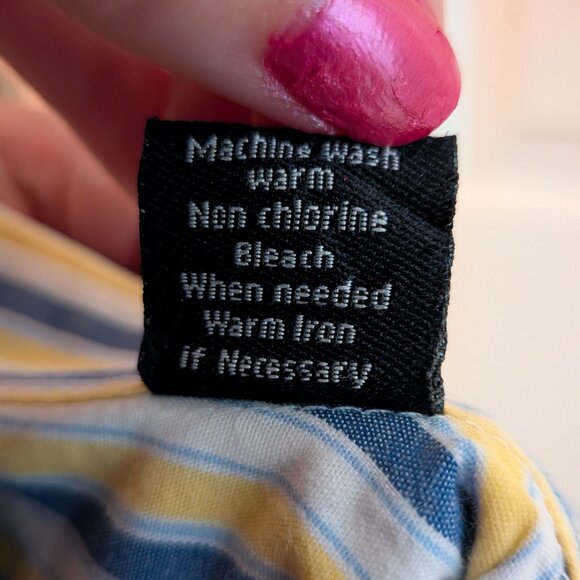 Machine wash
warm
Non chlorine
Bleach
When needed
Warm Iron
if Necessary